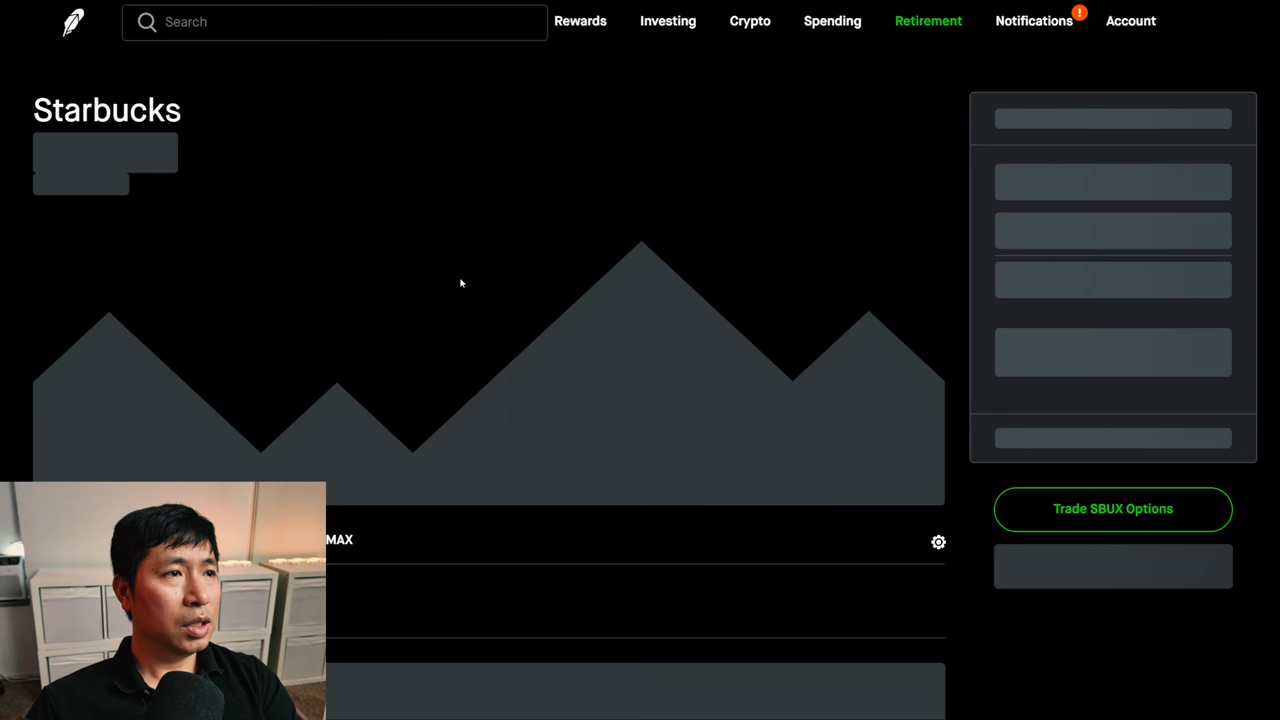 Search
Rewards
Investing
Crypto
Spending
Retirement
Notifications
!
Account
Starbucks
MAX
Trade SBUX Options